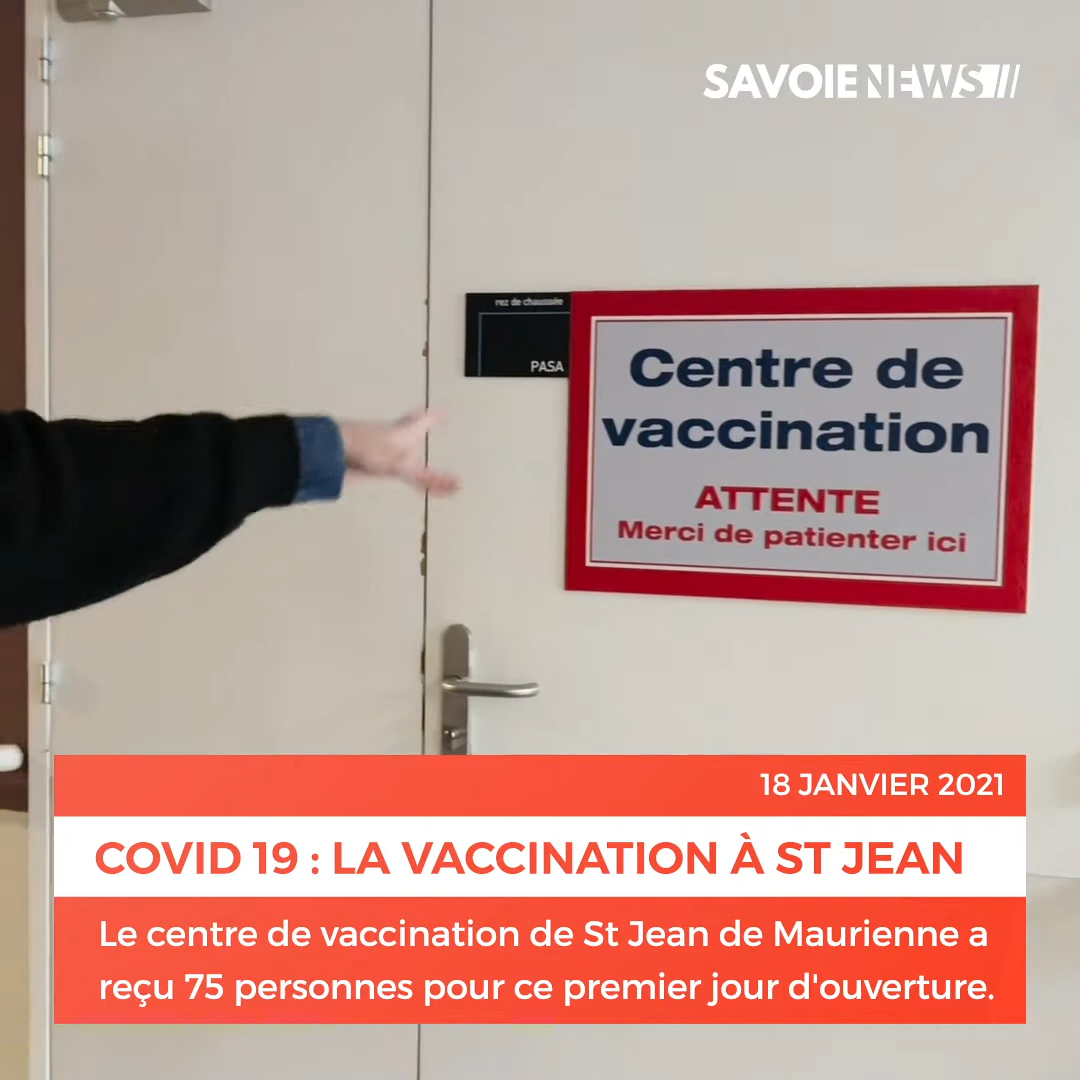 SAVOIE NEWS
rez de chaussée
PASA
Centre de
vaccination
ATTENTE
Merci de patienter ici
18 JANVIER 2021
COVID 19 : LA VACCINATION À ST JEAN
Le centre de vaccination de St Jean de Maurienne a
reçu 75 personnes pour ce premier jour d'ouverture.